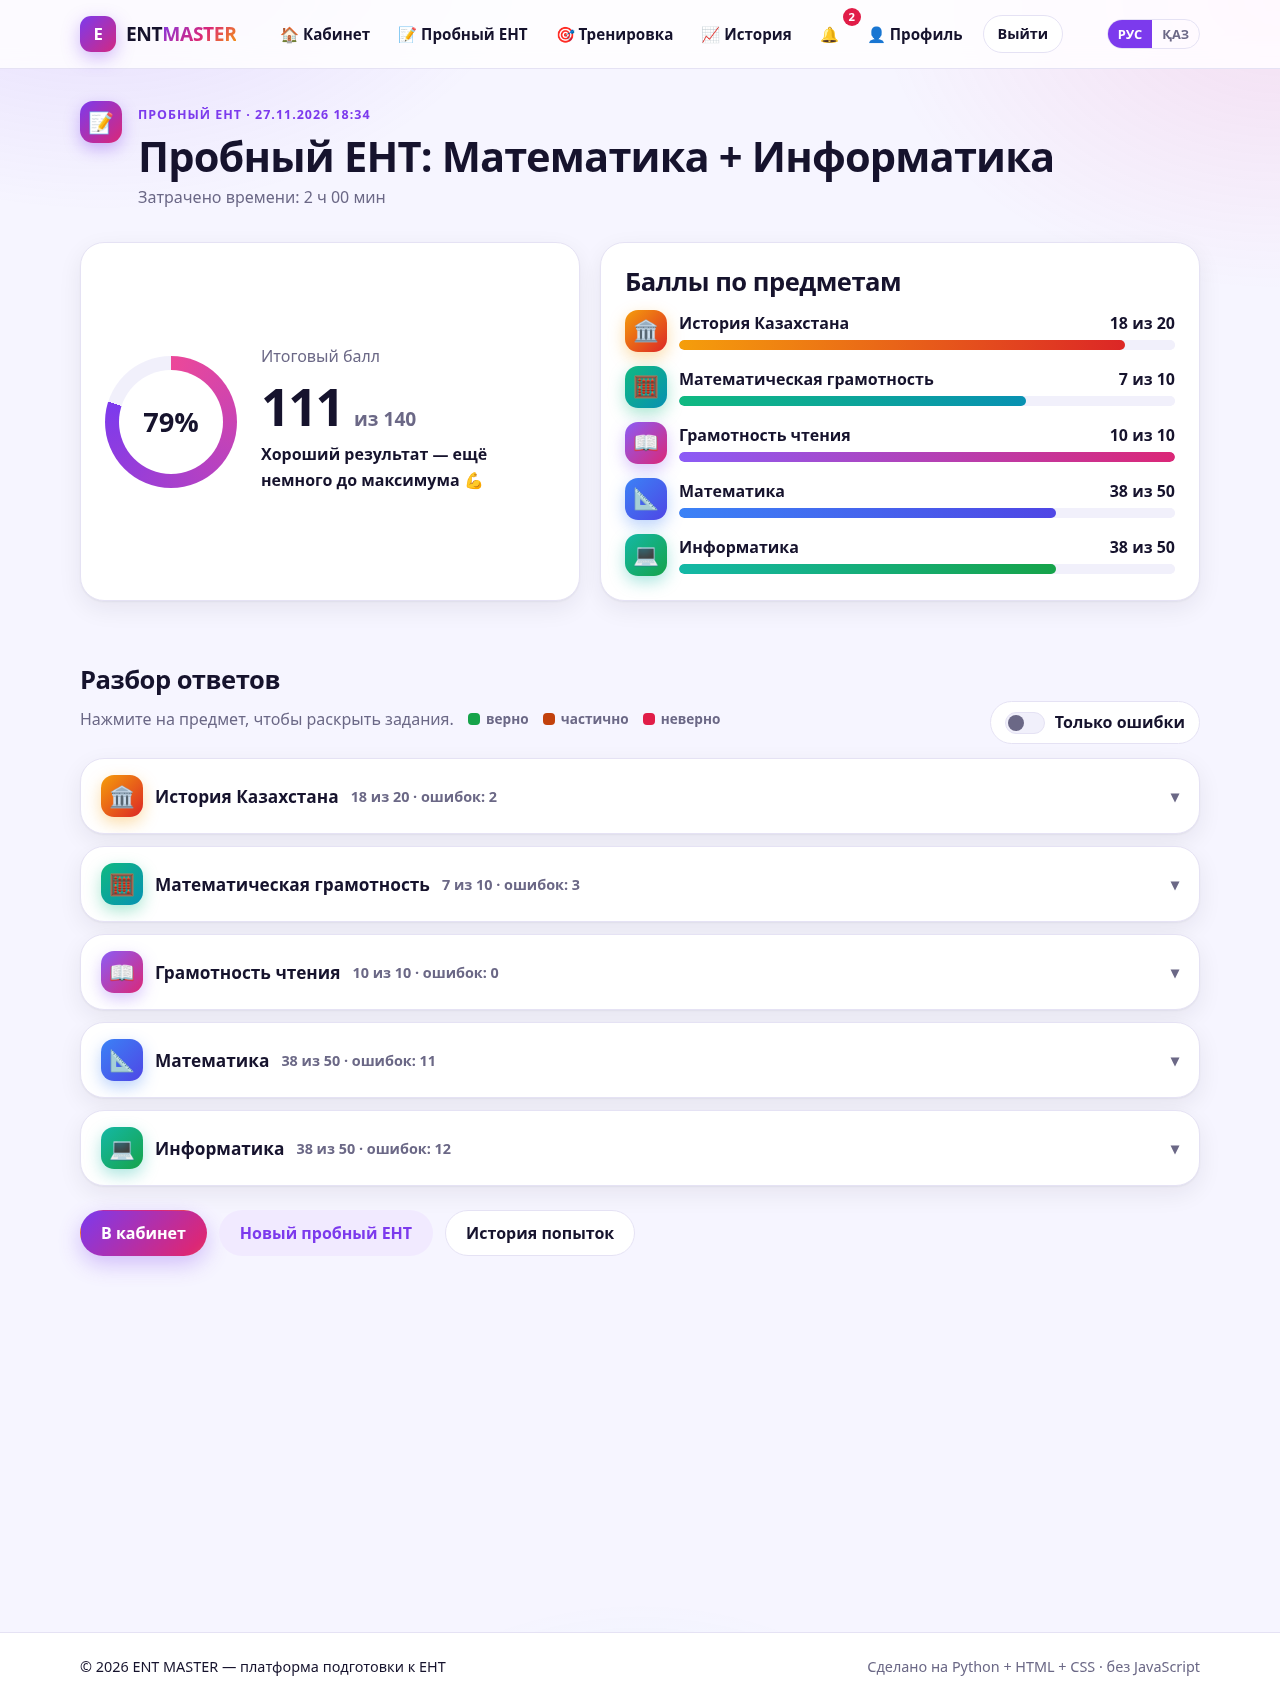 E ENTMASTER 🏠 Кабинет 📝 Пробный ЕНТ 🎯 Тренировка 📈 История 🔔 2 👤 Профиль Выйти РУС ҚАЗ
ПРОБНЫЙ ЕНТ · 27.11.2026 18:34
Пробный ЕНТ: Математика + Информатика
Затрачено времени: 2 ч 00 мин
79%
Итоговый балл
111 из 140
Хороший результат — ещё
немного до максимума 💪
Баллы по предметам
История Казахстана 18 из 20
Математическая грамотность 7 из 10
Грамотность чтения 10 из 10
Математика 38 из 50
Информатика 38 из 50
Разбор ответов
Нажмите на предмет, чтобы раскрыть задания. верно частично неверно
Только ошибки
История Казахстана 18 из 20 · ошибок: 2 ▾
Математическая грамотность 7 из 10 · ошибок: 3 ▾
Грамотность чтения 10 из 10 · ошибок: 0 ▾
Математика 38 из 50 · ошибок: 11 ▾
Информатика 38 из 50 · ошибок: 12 ▾
В кабинет Новый пробный ЕНТ История попыток
© 2026 ENT MASTER — платформа подготовки к ЕНТ
Сделано на Python + HTML + CSS · без JavaScript